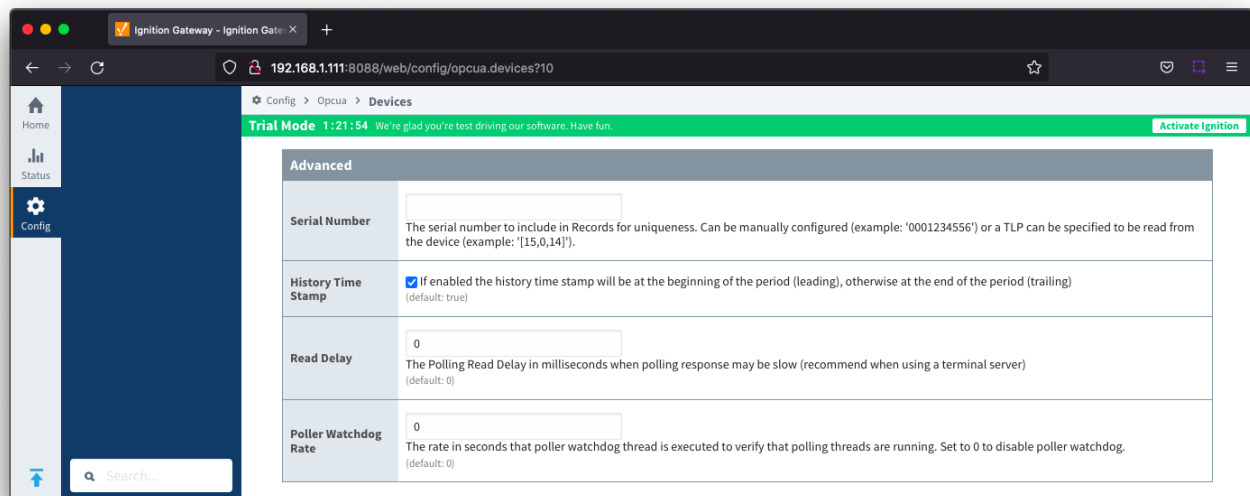 Ignition Gateway - Ignition Gate
192.168.1.111:8088/web/config/opcua.devices?10
Home
Status
Config
Search...
Config > Opcua > Devices
Trial Mode 1:21:54 We're glad you're test driving our software. Have fun.
Activate Ignition
Advanced
Serial Number
The serial number to include in Records for uniqueness. Can be manually configured (example: '0001234556') or a TLP can be specified to be read from
the device (example: '[15,0,14]').
History Time
Stamp
If enabled the history time stamp will be at the beginning of the period (leading), otherwise at the end of the period (trailing)
(default: true)
Read Delay
0
The Polling Read Delay in milliseconds when polling response may be slow (recommend when using a terminal server)
(default: 0)
Poller Watchdog
Rate
0
The rate in seconds that poller watchdog thread is executed to verify that polling threads are running. Set to 0 to disable poller watchdog.
(default: 0)